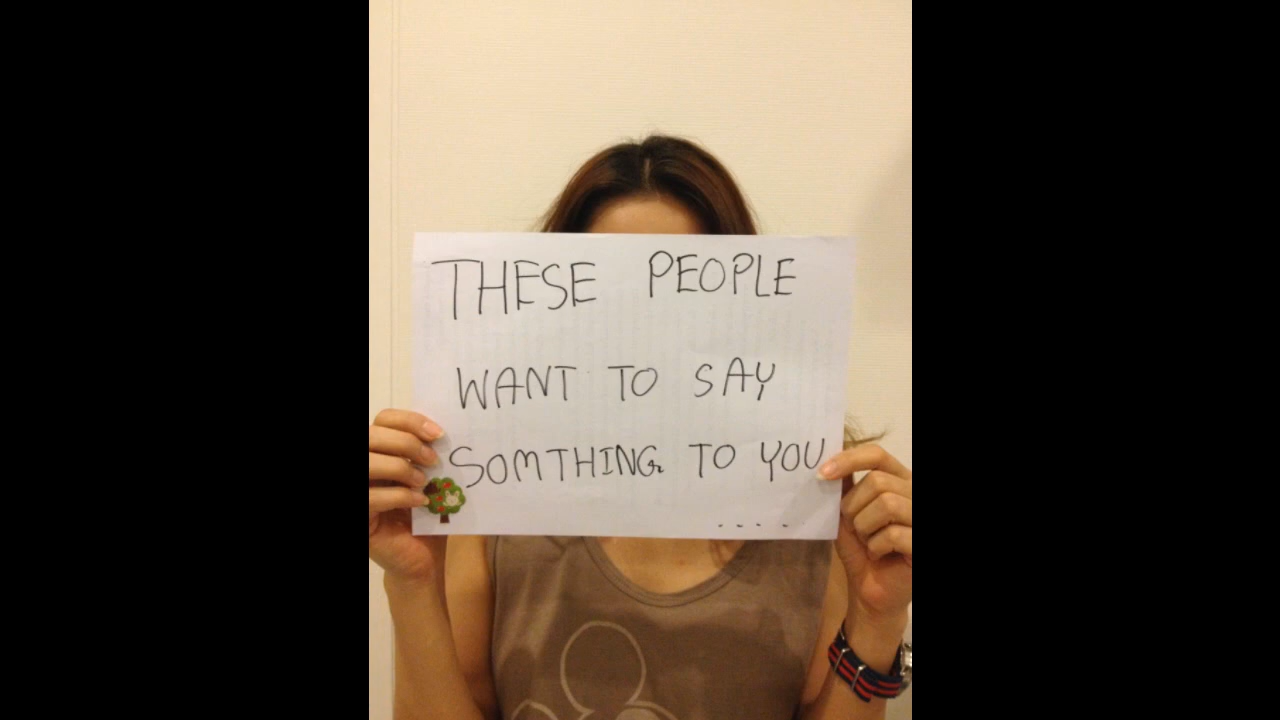 THESE PEOPLE
WANT TO SAY
SOMTHING TO YOU
....